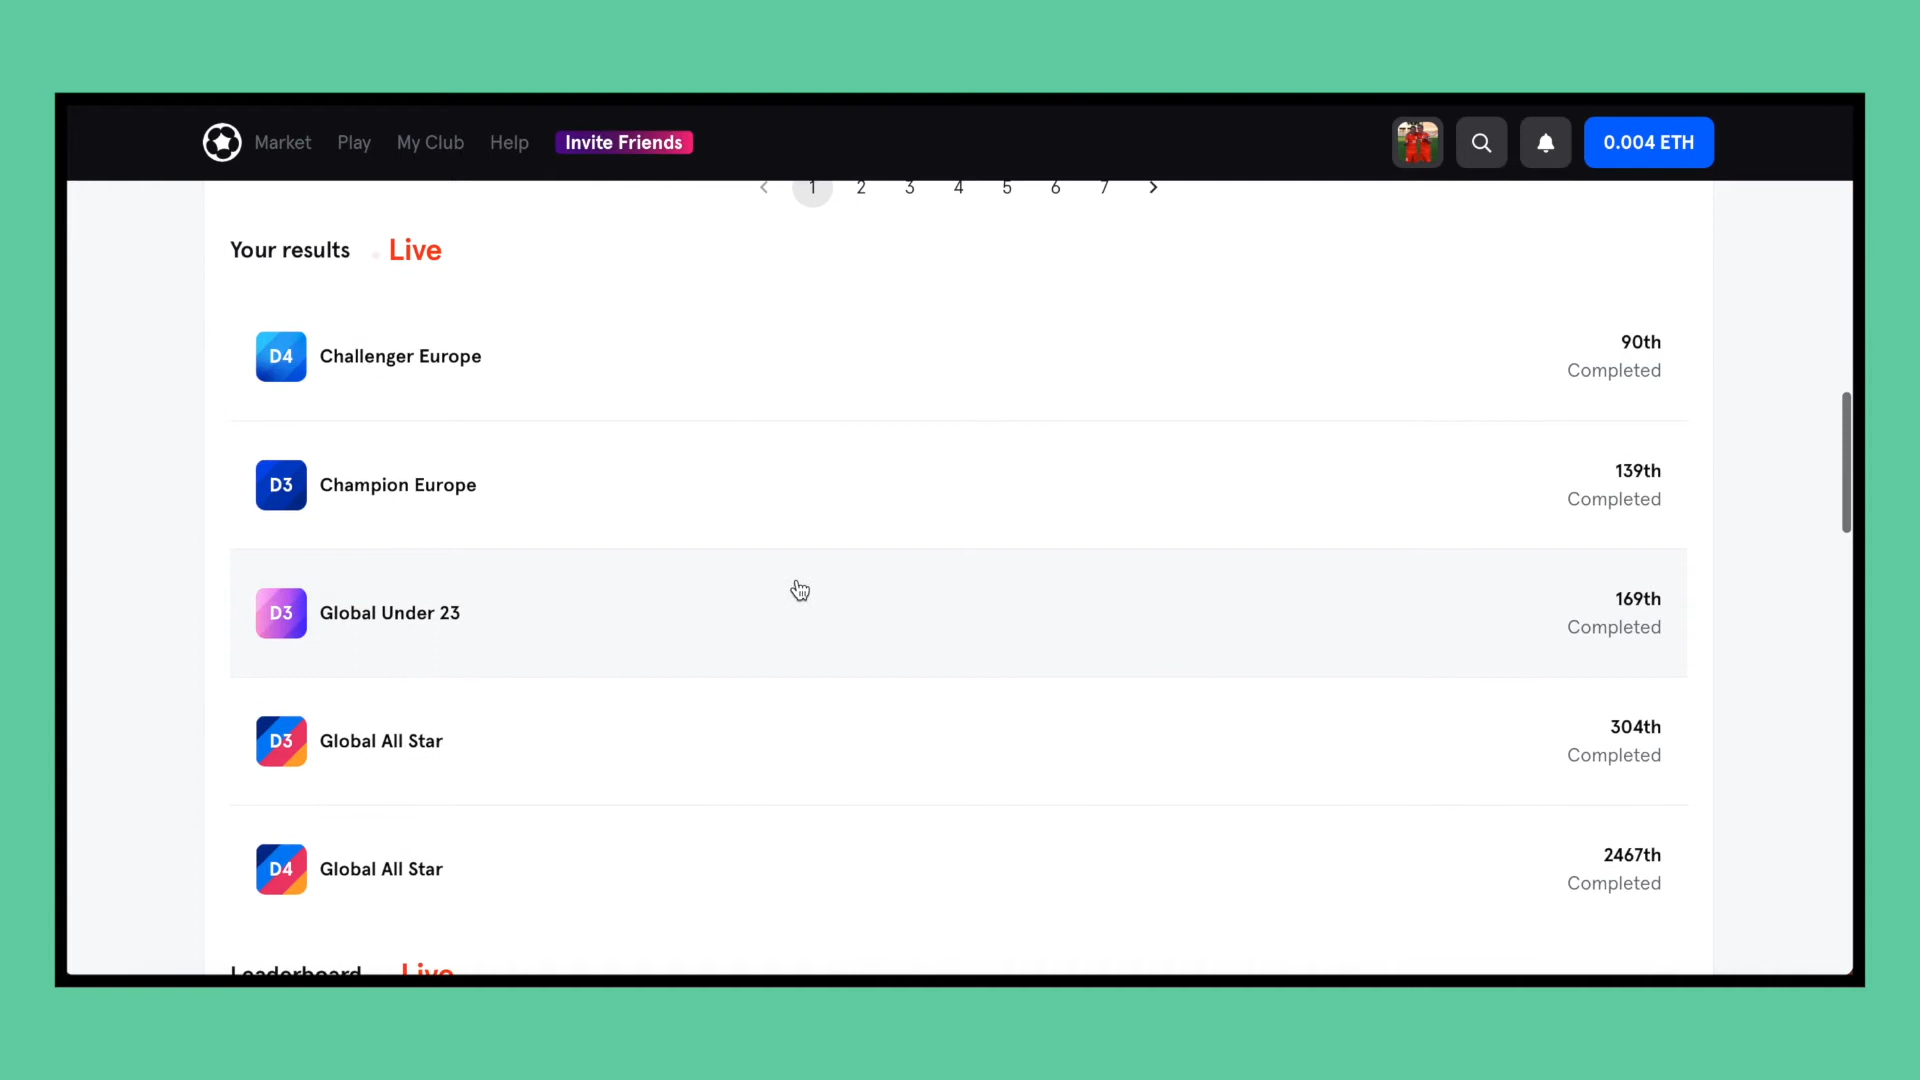 Market Play My Club Help Invite Friends 0.004 ETH
1 2 3 4 5 6 7
Your results Live
D4 Challenger Europe 90th
Completed
D3 Champion Europe 139th
Completed
D3 Global Under 23 169th
Completed
D3 Global All Star 304th
Completed
D4 Global All Star 2467th
Completed
Leaderboard Live